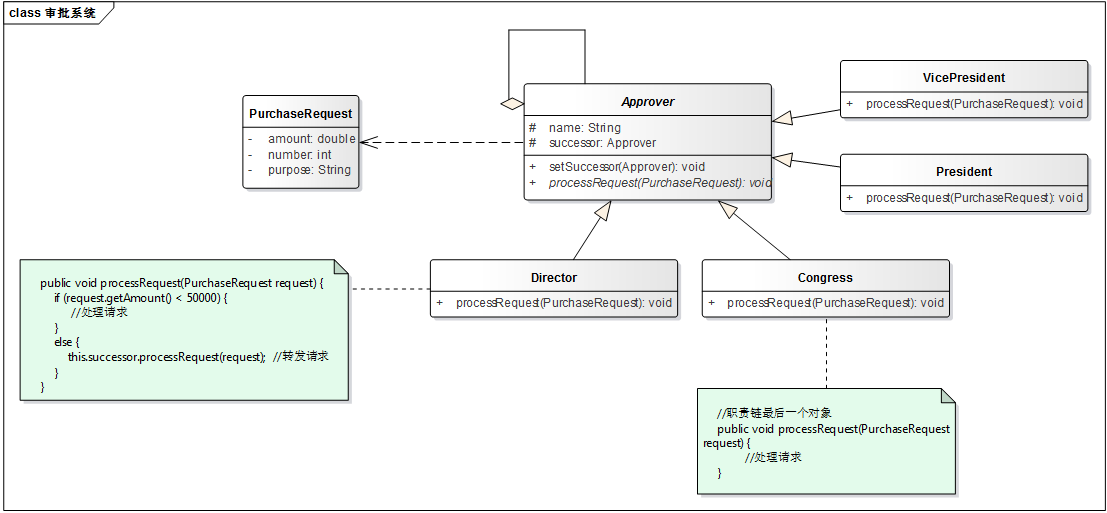 class 审批系统
PurchaseRequest
- amount: double
- number: int
- purpose: String
Approver
# name: String
# successor: Approver
+ setSuccessor(Approver): void
+ processRequest(PurchaseRequest): void
VicePresident
+ processRequest(PurchaseRequest): void
President
+ processRequest(PurchaseRequest): void
Director
+ processRequest(PurchaseRequest): void
Congress
+ processRequest(PurchaseRequest): void
public void processRequest(PurchaseRequest request) {
if (request.getAmount() < 50000) {
//处理请求
}
else {
this.successor.processRequest(request); //转发请求
}
}
//职责链最后一个对象
public void processRequest(PurchaseRequest
request) {
//处理请求
}